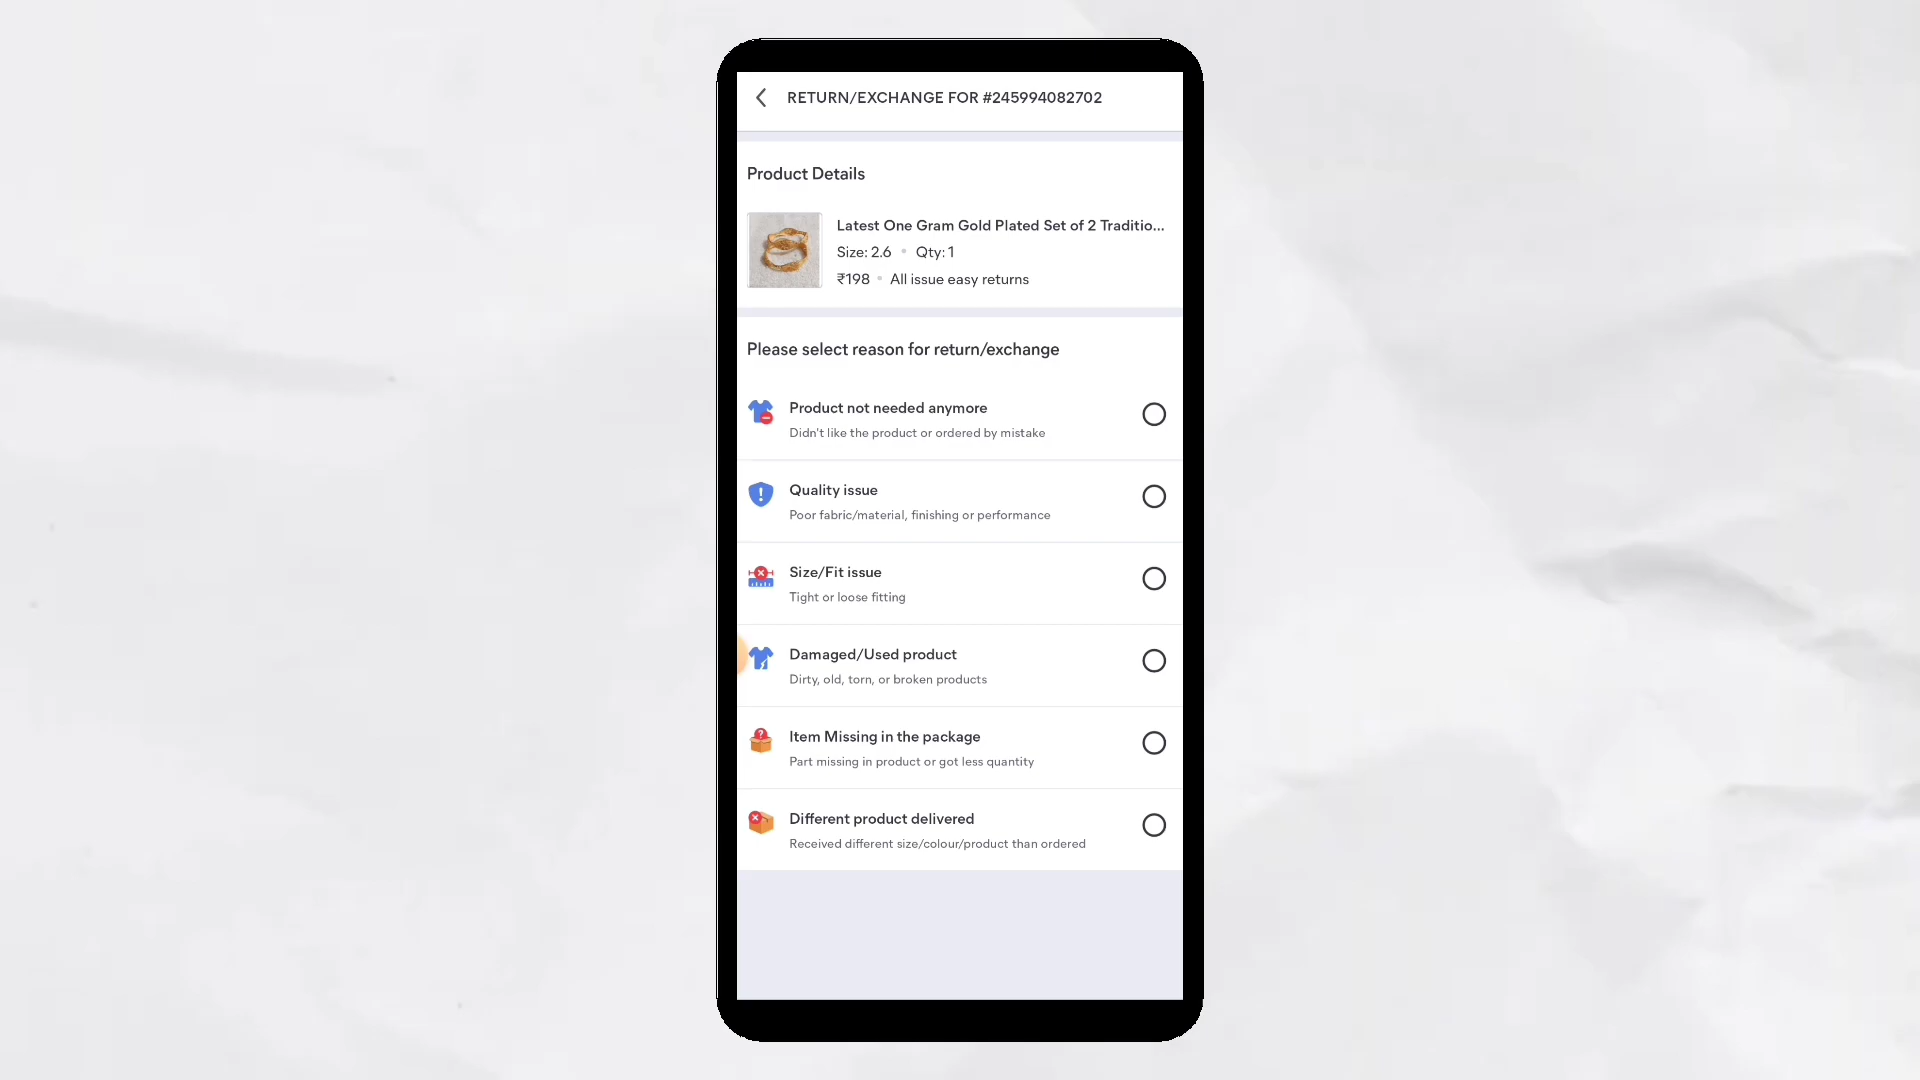 RETURN/EXCHANGE FOR #245994082702
Product Details
Latest One Gram Gold Plated Set of 2 Traditio...
Size: 2.6 • Qty: 1
₹198 • All issue easy returns
Please select reason for return/exchange
Product not needed anymore
Didn't like the product or ordered by mistake
Quality issue
Poor fabric/material, finishing or performance
Size/Fit issue
Tight or loose fitting
Damaged/Used product
Dirty, old, torn, or broken products
Item Missing in the package
Part missing in product or got less quantity
Different product delivered
Received different size/colour/product than ordered